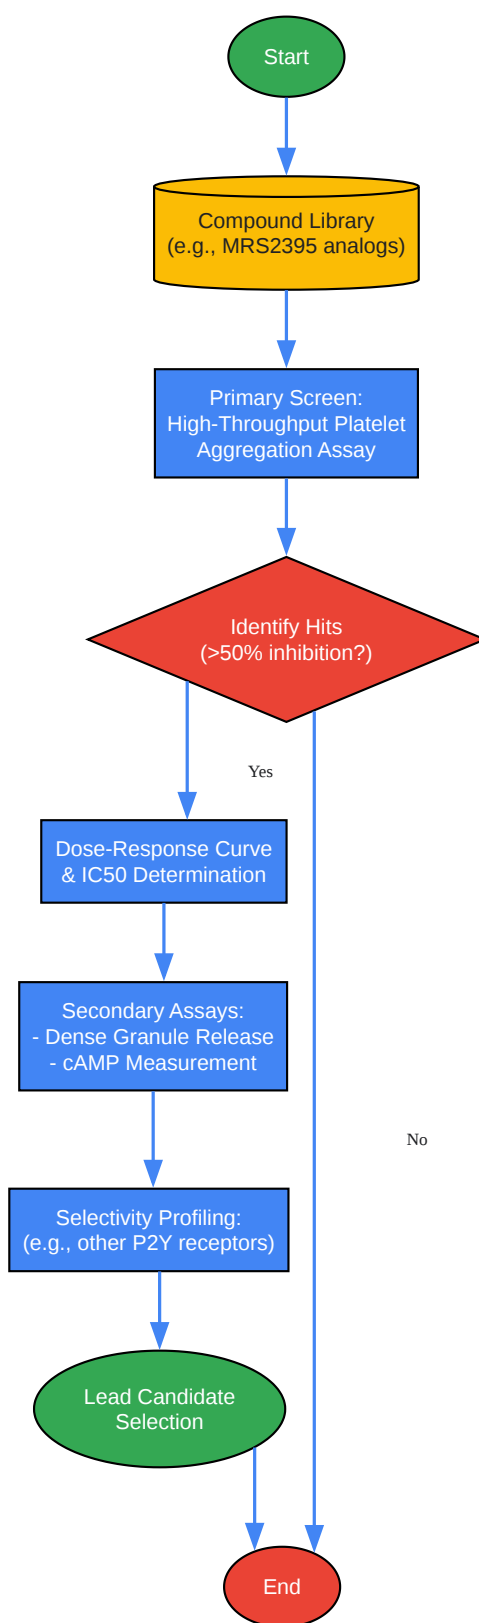 Start
Compound Library
(e.g., MRS2395 analogs)
Primary Screen:
High-Throughput Platelet
Aggregation Assay
Identify Hits
(>50% inhibition?)
Yes
Dose-Response Curve
& IC50 Determination
Secondary Assays:
- Dense Granule Release
- cAMP Measurement
No
Selectivity Profiling:
(e.g., other P2Y receptors)
Lead Candidate
Selection
End